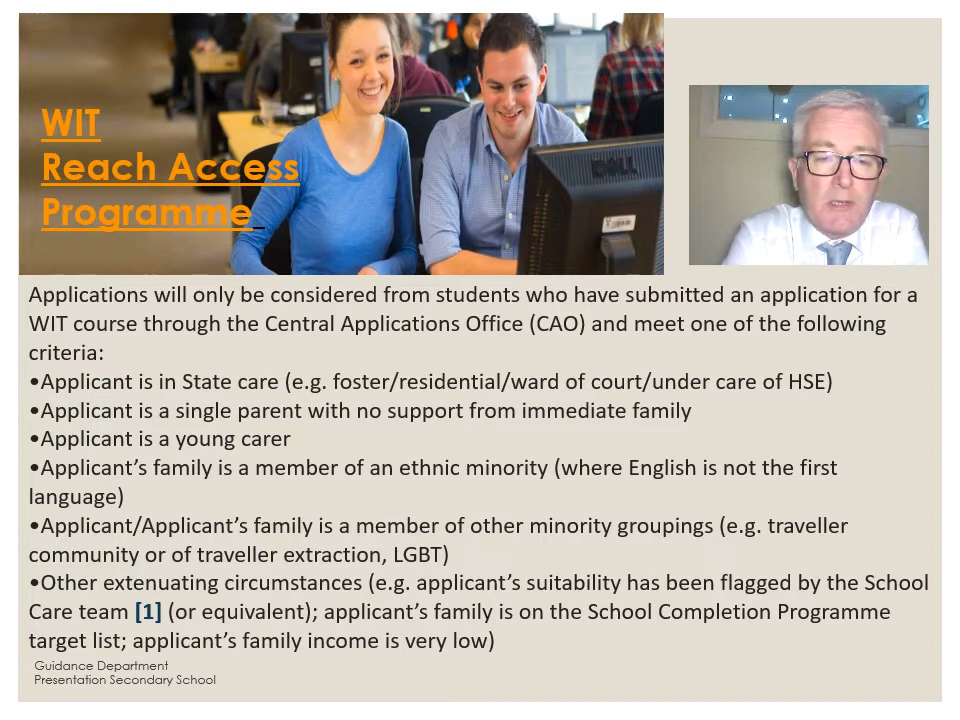 WIT
Reach Access
Programme
DELL
Applications will only be considered from students who have submitted an application for a
WIT course through the Central Applications Office (CAO) and meet one of the following
criteria:
•Applicant is in State care (e.g. foster/residential/ward of court/under care of HSE)
•Applicant is a single parent with no support from immediate family
•Applicant is a young carer
•Applicant’s family is a member of an ethnic minority (where English is not the first
language)
•Applicant/Applicant’s family is a member of other minority groupings (e.g. traveller
community or of traveller extraction, LGBT)
•Other extenuating circumstances (e.g. applicant’s suitability has been flagged by the School
Care team [1] (or equivalent); applicant’s family is on the School Completion Programme
target list; applicant’s family income is very low)
Guidance Department
Presentation Secondary School